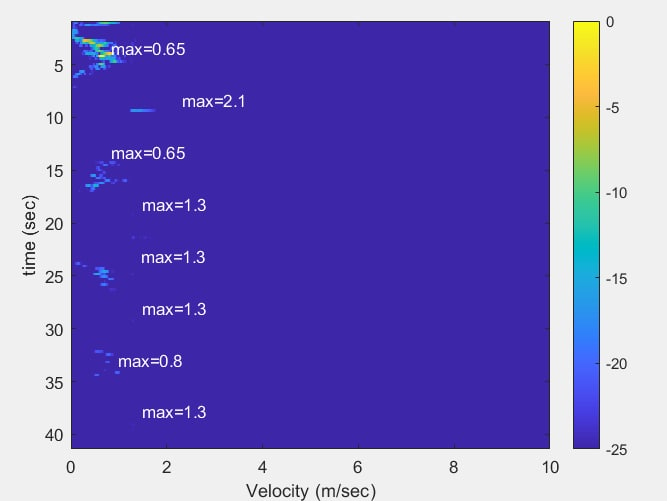 0
max=0.65
5
-5
max=2.1
10
max=0.65
-10
15
max=1.3
20
max=1.3
25
-15
max=1.3
30
max=0.8
-20
35
max=1.3
40
-25
time (sec)
0 2 4 6 8 10
Velocity (m/sec)